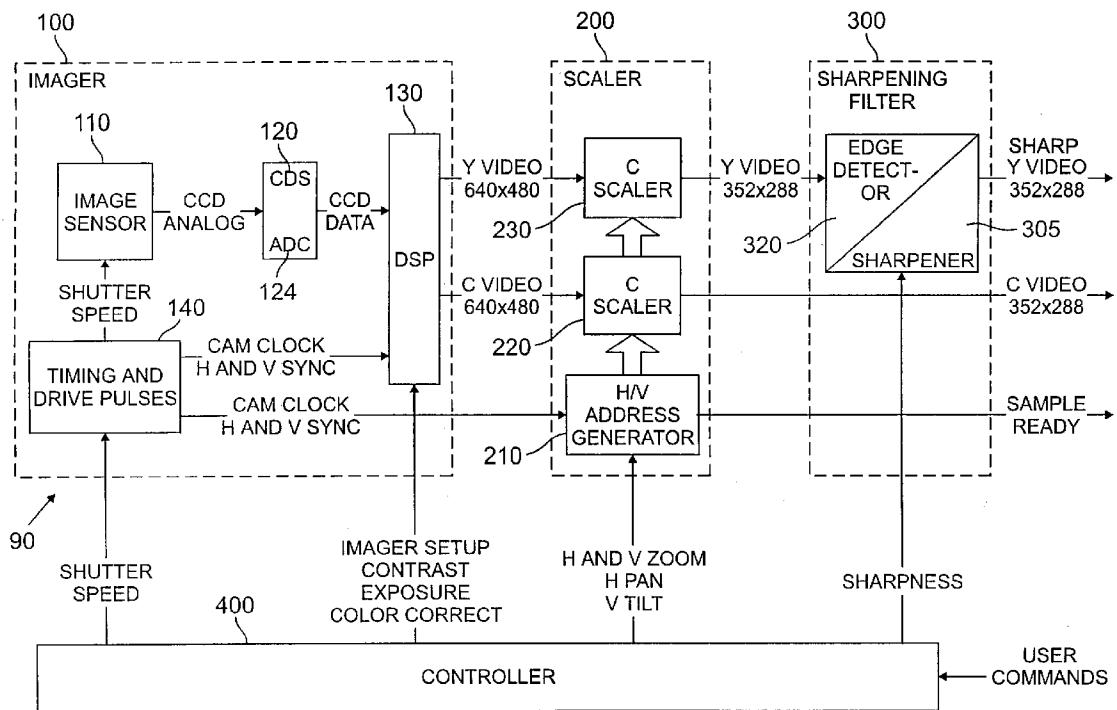 100
200
300
IMAGER
SCALER
SHARPENING
FILTER
130
110
120
IMAGE
SENSOR
CCD
ANALOG
CDS
ADC
124
CCD
DATA
DSP
Y VIDEO
640x480
C
SCALER
230
Y VIDEO
352x288
EDGE
DETECT-
OR
320
SHARPENER
305
SHARP
Y VIDEO
352x288
SHUTTER
SPEED
140
C VIDEO
640x480
C
SCALER
220
C VIDEO
352x288
TIMING AND
DRIVE PULSES
CAM CLOCK
H AND V SYNC
CAM CLOCK
H AND V SYNC
H/V
ADDRESS
GENERATOR
210
SAMPLE
READY
90
SHUTTER
SPEED
IMAGER SETUP
CONTRAST
EXPOSURE
COLOR CORRECT
H AND V ZOOM
H PAN
V TILT
SHARPNESS
400
CONTROLLER
USER
COMMANDS